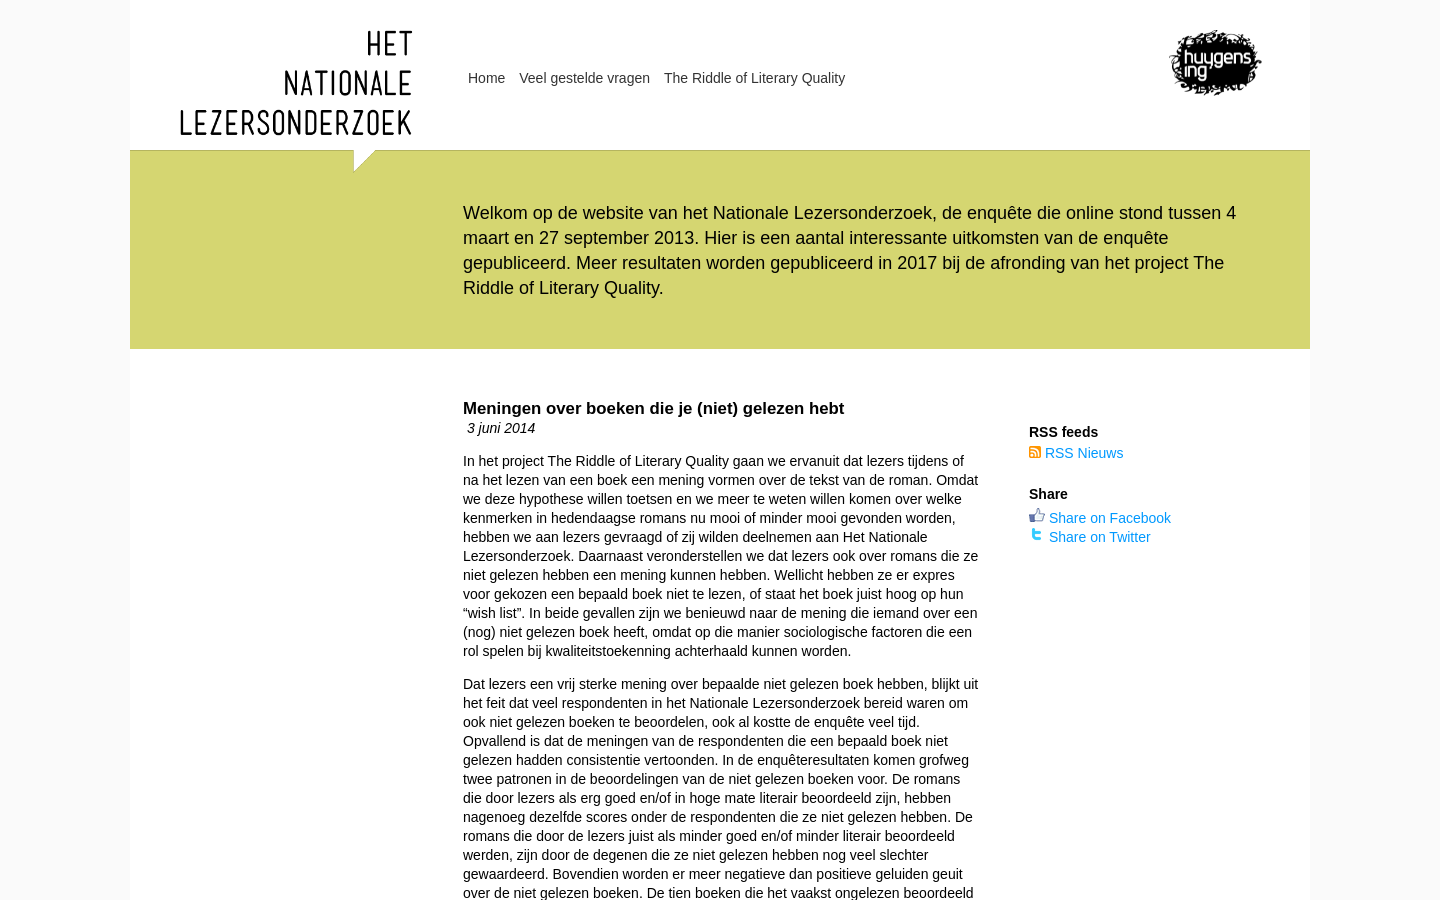 HET
NATIONALE
LEZERSONDERZOEK
Home Veel gestelde vragen The Riddle of Literary Quality
huygens
ing
Welkom op de website van het Nationale Lezersonderzoek, de enquête die online stond tussen 4
maart en 27 september 2013. Hier is een aantal interessante uitkomsten van de enquête
gepubliceerd. Meer resultaten worden gepubliceerd in 2017 bij de afronding van het project The
Riddle of Literary Quality.
Meningen over boeken die je (niet) gelezen hebt
3 juni 2014
In het project The Riddle of Literary Quality gaan we ervanuit dat lezers tijdens of
na het lezen van een boek een mening vormen over de tekst van de roman. Omdat
we deze hypothese willen toetsen en we meer te weten willen komen over welke
kenmerken in hedendaagse romans nu mooi of minder mooi gevonden worden,
hebben we aan lezers gevraagd of zij wilden deelnemen aan Het Nationale
Lezersonderzoek. Daarnaast veronderstellen we dat lezers ook over romans die ze
niet gelezen hebben een mening kunnen hebben. Wellicht hebben ze er expres
voor gekozen een bepaald boek niet te lezen, of staat het boek juist hoog op hun
“wish list”. In beide gevallen zijn we benieuwd naar de mening die iemand over een
(nog) niet gelezen boek heeft, omdat op die manier sociologische factoren die een
rol spelen bij kwaliteitstoekenning achterhaald kunnen worden.
Dat lezers een vrij sterke mening over bepaalde niet gelezen boek hebben, blijkt uit
het feit dat veel respondenten in het Nationale Lezersonderzoek bereid waren om
ook niet gelezen boeken te beoordelen, ook al kostte de enquête veel tijd.
Opvallend is dat de meningen van de respondenten die een bepaald boek niet
gelezen hadden consistentie vertoonden. In de enquêteresultaten komen grofweg
twee patronen in de beoordelingen van de niet gelezen boeken voor. De romans
die door lezers als erg goed en/of in hoge mate literair beoordeeld zijn, hebben
nagenoeg dezelfde scores onder de respondenten die ze niet gelezen hebben. De
romans die door de lezers juist als minder goed en/of minder literair beoordeeld
werden, zijn door de degenen die ze niet gelezen hebben nog veel slechter
gewaardeerd. Bovendien worden er meer negatieve dan positieve geluiden geuit
over de niet gelezen boeken. De tien boeken die het vaakst ongelezen beoordeeld
RSS feeds
RSS Nieuws
Share
Share on Facebook
Share on Twitter